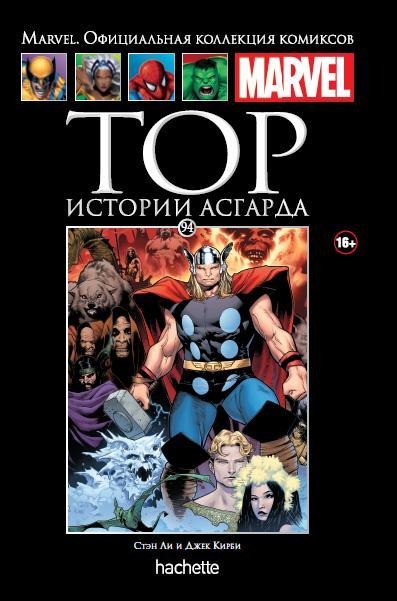 Marvel. Официальная коллекция комиксов
MARVEL
ТОР
ИСТОРИИ АСГАРДА
94
16+
Стэн Ли и Джек Кирби
hachette